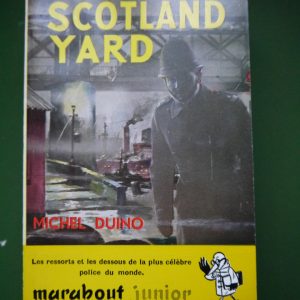 SCOTLAND
YARD
MICHEL DUINO
Les ressorts et les dessous de la plus célèbre
police du monde.
marabout junior